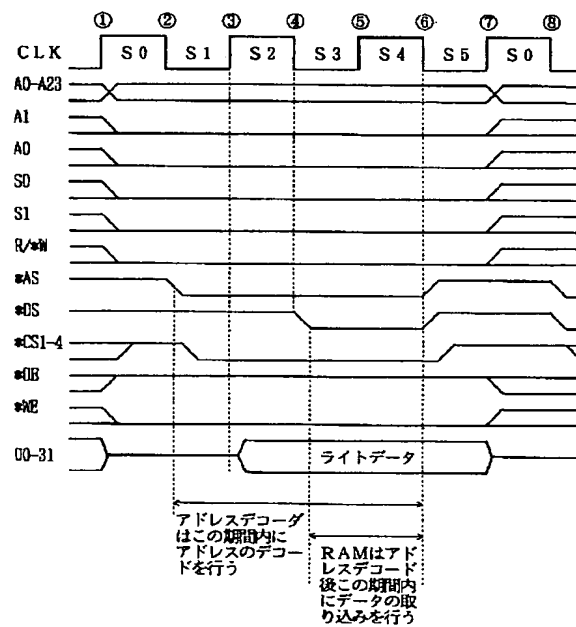 ① ② ③ ④ ⑤ ⑥ ⑦ ⑧
CLK S0 S1 S2 S3 S4 S5 S0
A0-A23
A1
A0
S0
S1
R/*W
*AS
*DS
*CS1-4
*OE
*WE
D0-31 ライトデータ
アドレスデコーダ
はこの期間内に
アドレスのデコー
ドを行う
RAMはアド
レスデコード
後この期間内
にデータの取
り込みを行う